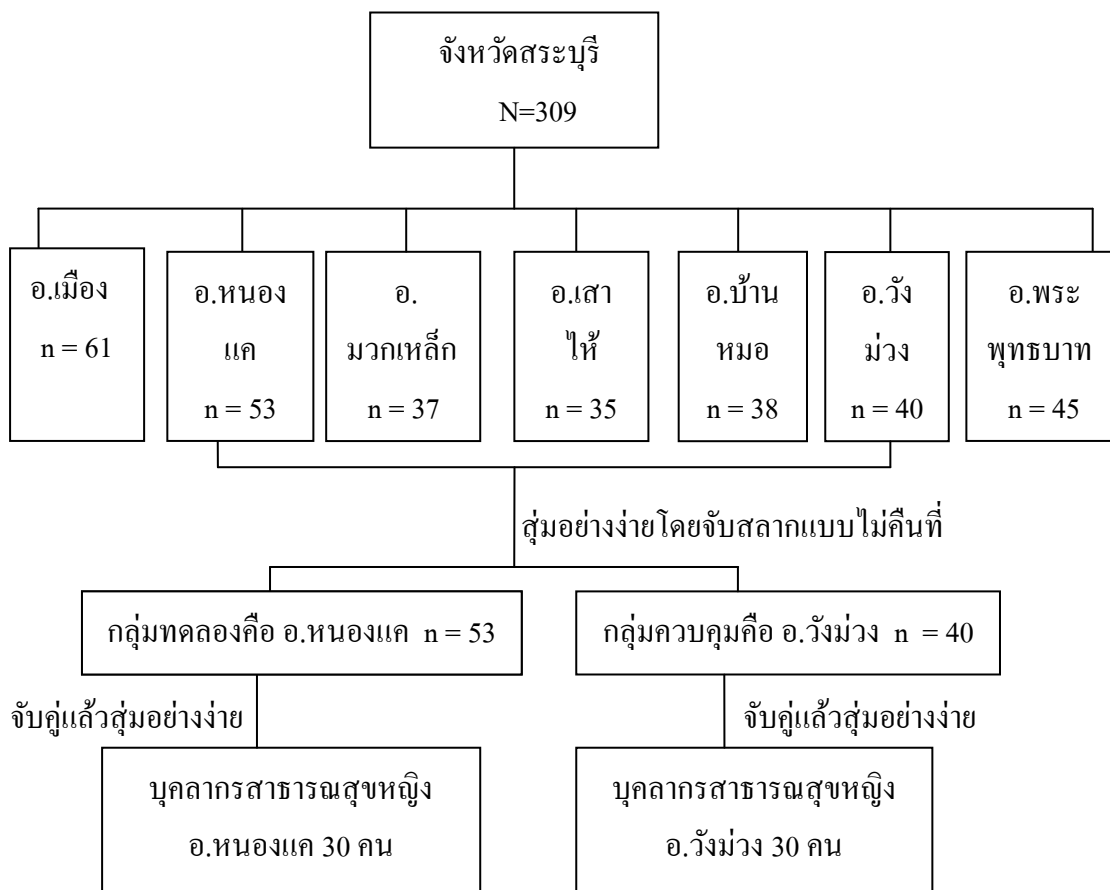 จังหวัดสระบุรี
N=309
อ.เมือง
n = 61
อ.หนอง
แค
n = 53
อ.
มวกเหล็ก
n = 37
อ.เสา
ไห้
n = 35
อ.บ้าน
หมอ
n = 38
อ.วัง
ม่วง
n = 40
อ.พระ
พุทธบาท
n = 45
สุ่มอย่างง่ายโดยจับสลากแบบไม่คืนที่
กลุ่มทดลองคือ อ.หนองแค n = 53
กลุ่มควบคุมคือ อ.วังม่วง n = 40
จับคู่แล้วสุ่มอย่างง่าย
จับคู่แล้วสุ่มอย่างง่าย
บุคลากรสาธารณสุขหญิง
อ.หนองแค 30 คน
บุคลากรสาธารณสุขหญิง
อ.วังม่วง 30 คน